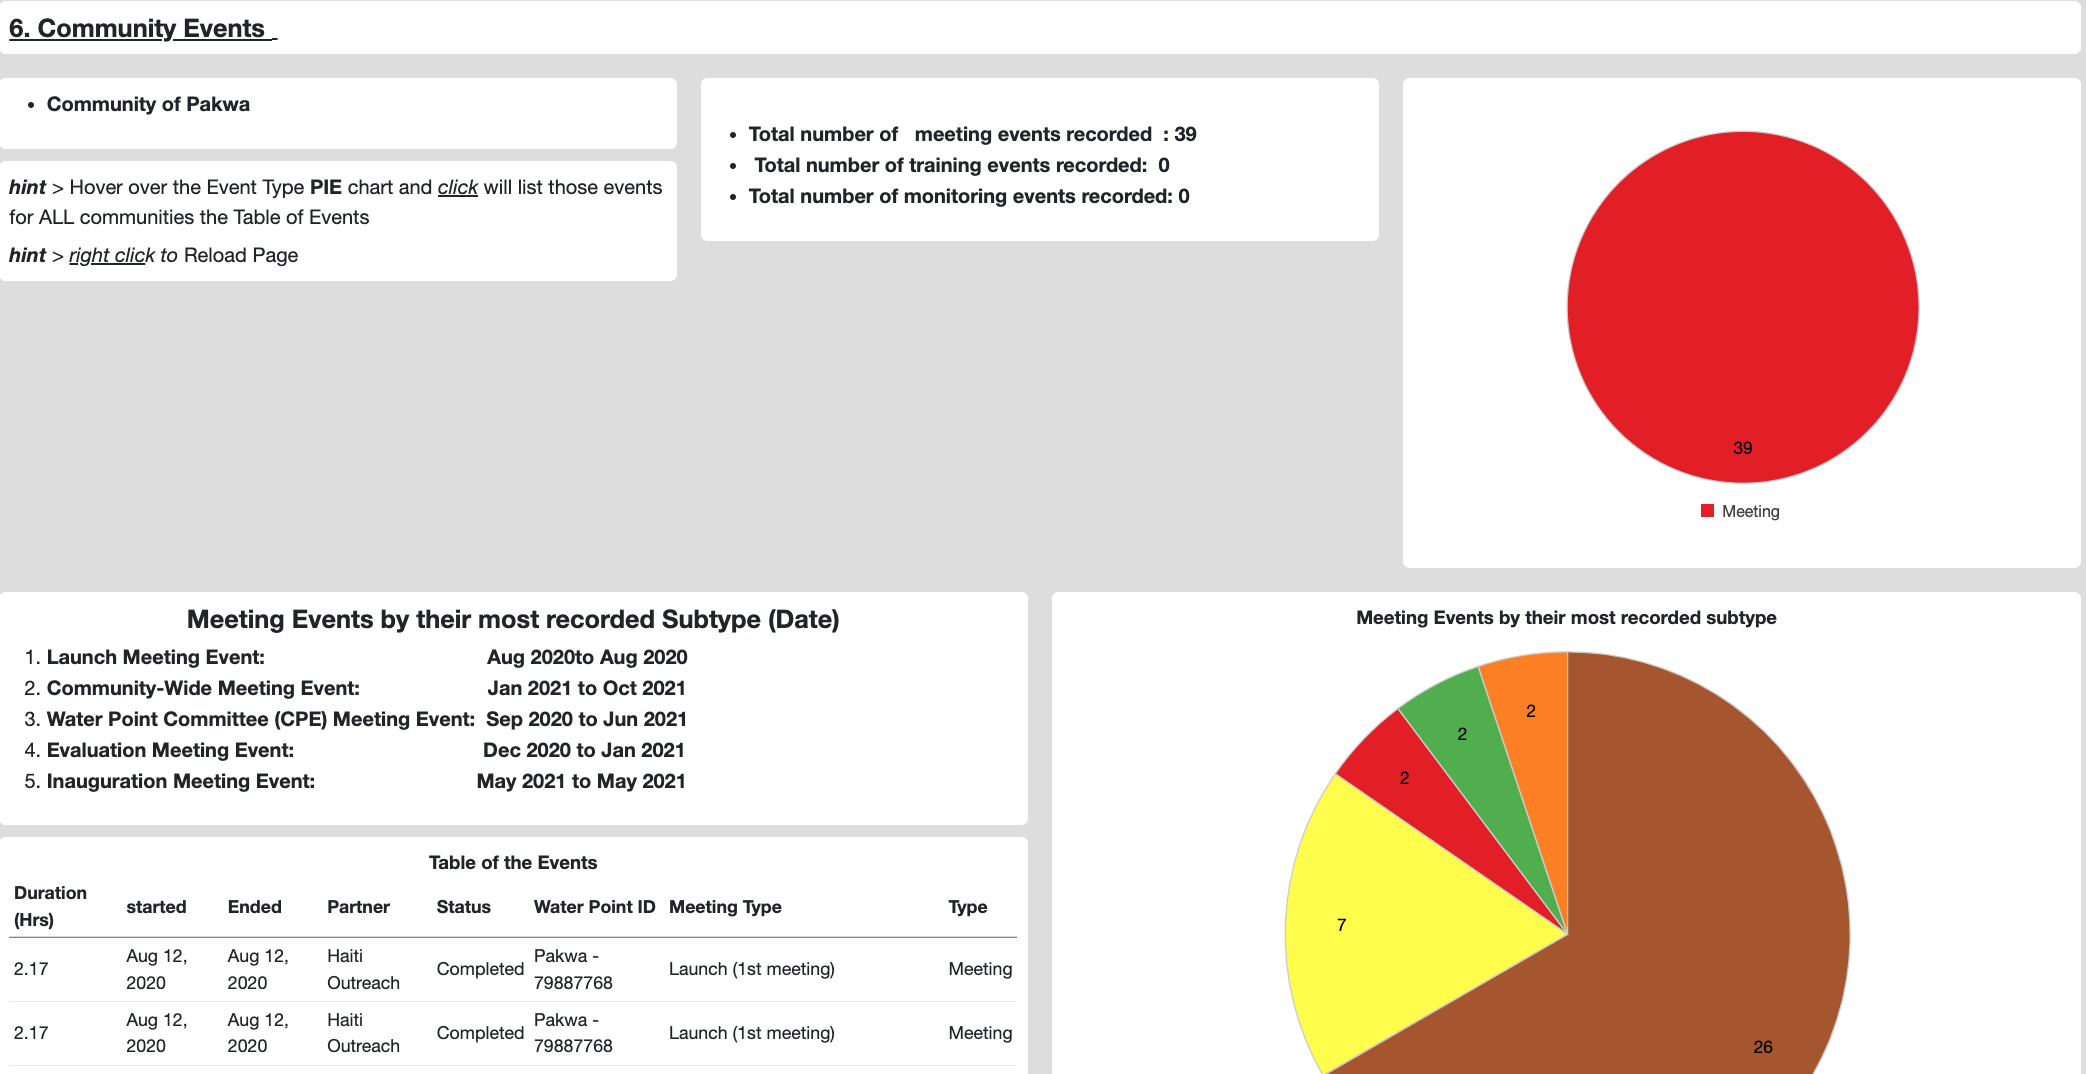 6. Community Events
• Community of Pakwa
hint > Hover over the Event Type PIE chart and click will list those events
for ALL communities the Table of Events
hint > right click to Reload Page
• Total number of meeting events recorded : 39
• Total number of training events recorded: 0
• Total number of monitoring events recorded: 0
39
Meeting
Meeting Events by their most recorded Subtype (Date)
1. Launch Meeting Event: Aug 2020to Aug 2020
2. Community-Wide Meeting Event: Jan 2021 to Oct 2021
3. Water Point Committee (CPE) Meeting Event: Sep 2020 to Jun 2021
4. Evaluation Meeting Event: Dec 2020 to Jan 2021
5. Inauguration Meeting Event: May 2021 to May 2021
Table of the Events
Duration
(Hrs) started Ended Partner Status Water Point ID Meeting Type Type
2.17 Aug 12, Aug 12, Haiti Completed Pakwa - Launch (1st meeting) Meeting
2020 2020 Outreach 79887768
2.17 Aug 12, Aug 12, Haiti Completed Pakwa - Launch (1st meeting) Meeting
2020 2020 Outreach 79887768
Meeting Events by their most recorded subtype
2
2
2
7
26